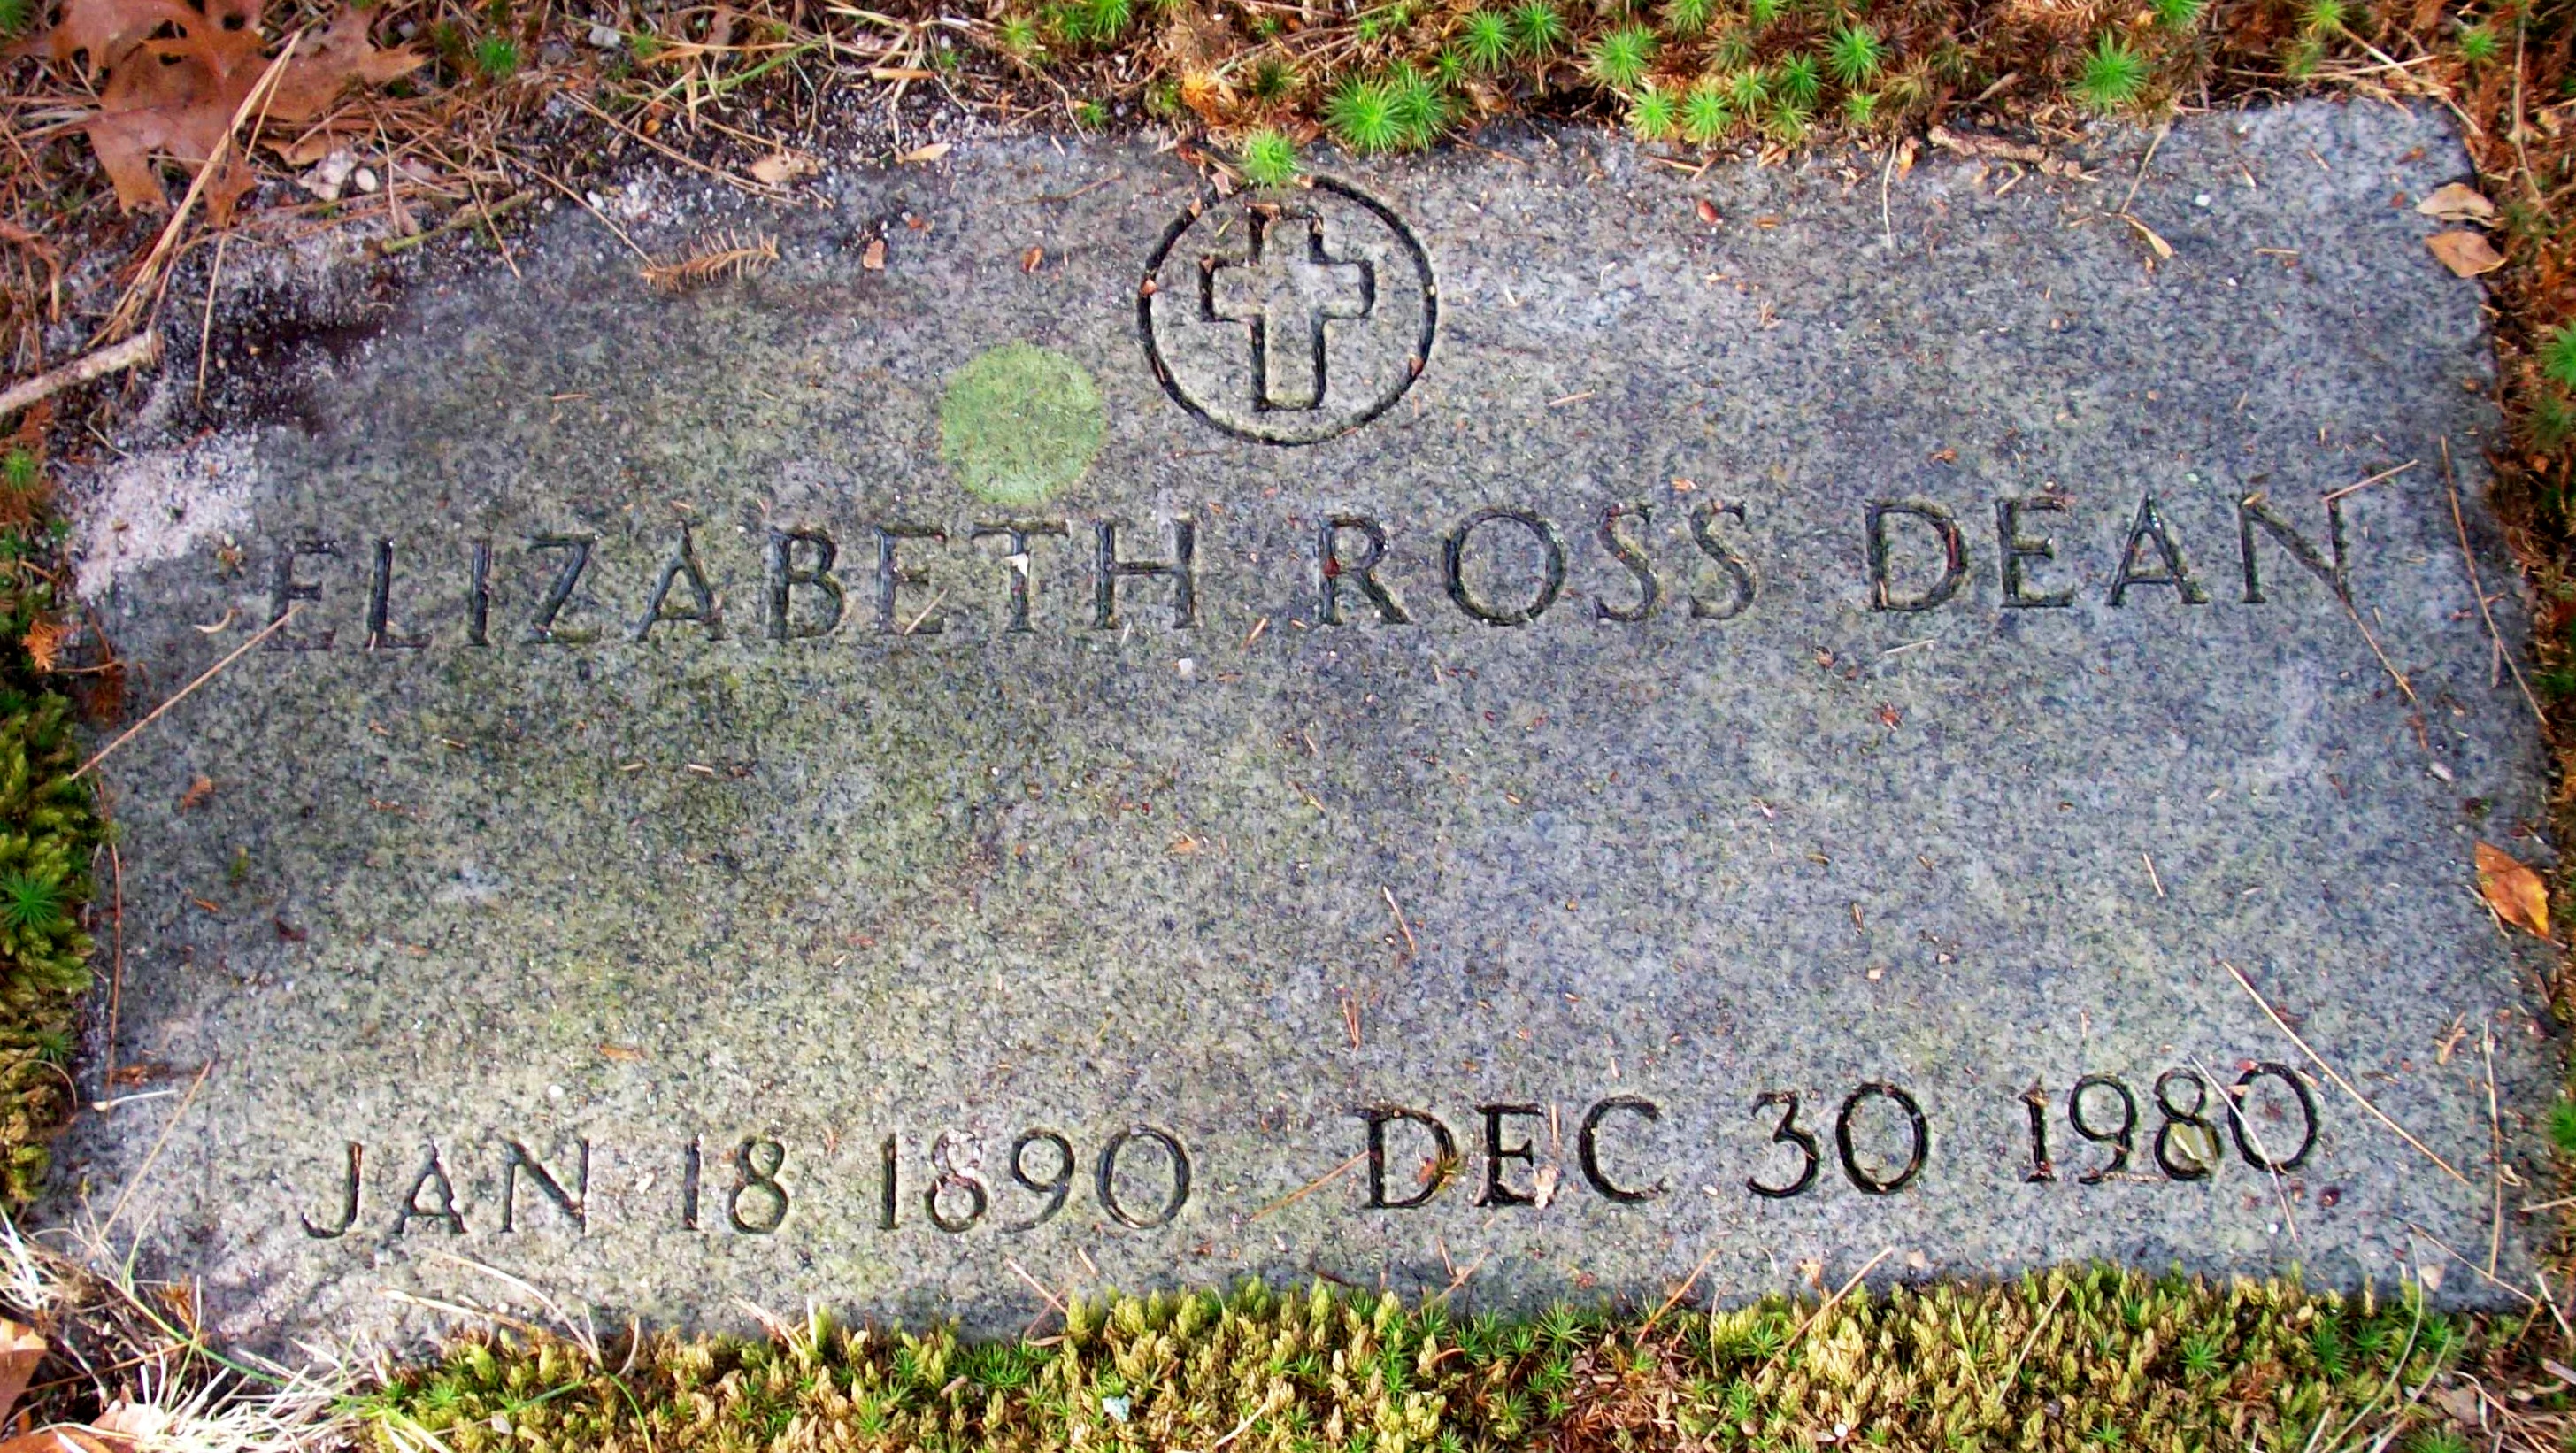 ELIZABETH ROSS DEAN
JAN 18 1890 DEC 30 1980